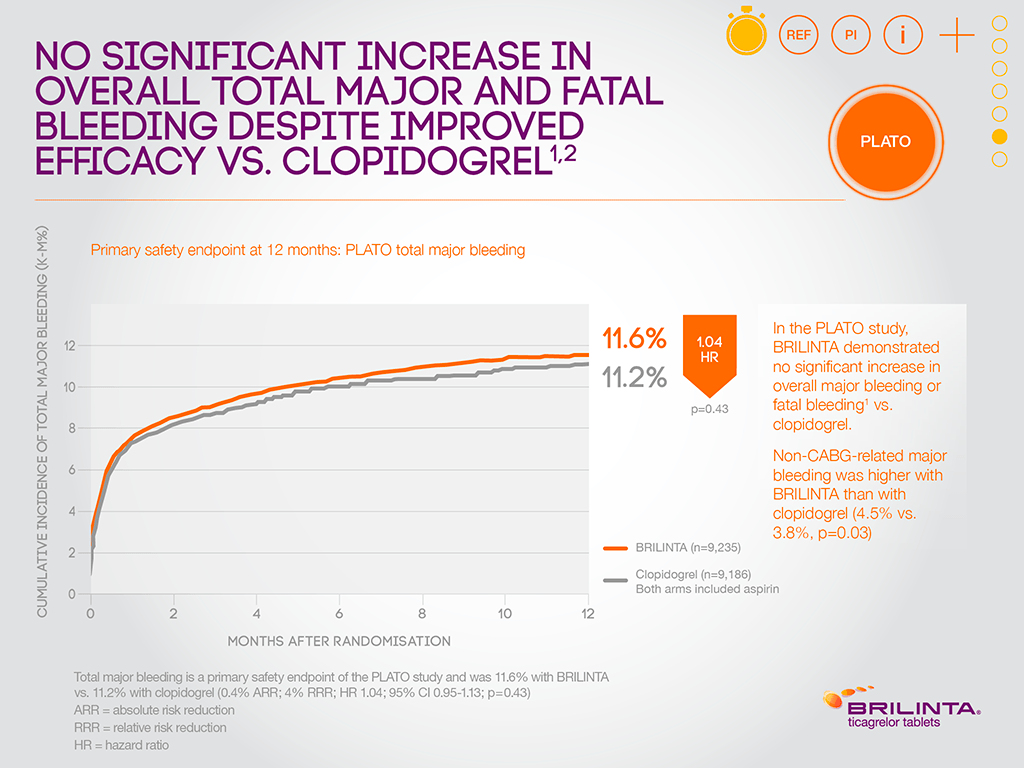 REF
PI
i
NO SIGNIFICANT INCREASE IN
OVERALL TOTAL MAJOR AND FATAL
BLEEDING DESPITE IMPROVED
EFFICACY VS. CLOPIDOGREL1,2
PLATO
Primary safety endpoint at 12 months: PLATO total major bleeding
CUMULATIVE INCIDENCE OF TOTAL MAJOR BLEEDING (K-M%)
12
10
8
6
4
2
0
0 2 4 6 8 10 12
MONTHS AFTER RANDOMISATION
11.6%
11.2%
1.04
HR
p=0.43
BRILINTA (n=9,235)
Clopidogrel (n=9,186)
Both arms included aspirin
In the PLATO study,
BRILINTA demonstrated
no significant increase in
overall major bleeding or
fatal bleeding1 vs.
clopidogrel.
Non-CABG-related major
bleeding was higher with
BRILINTA than with
clopidogrel (4.5% vs.
3.8%, p=0.03)
Total major bleeding is a primary safety endpoint of the PLATO study and was 11.6% with BRILINTA
vs. 11.2% with clopidogrel (0.4% ARR; 4% RRR; HR 1.04; 95% CI 0.95-1.13; p=0.43)
ARR = absolute risk reduction
RRR = relative risk reduction
HR = hazard ratio
BRILINTA®
ticagrelor tablets